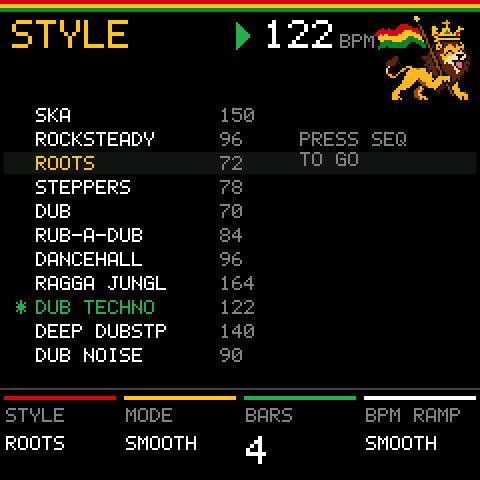 STYLE 122 BPM
SKA 150
ROCKSTEADY 96 PRESS SEQ
ROOTS 72 TO GO
STEPPERS 78
DUB 70
RUB-A-DUB 84
DANCEHALL 96
RAGGA JUNGL 164
* DUB TECHNO 122
DEEP DUBSTP 140
DUB NOISE 90
STYLE MODE BARS BPM RAMP
ROOTS SMOOTH 4 SMOOTH